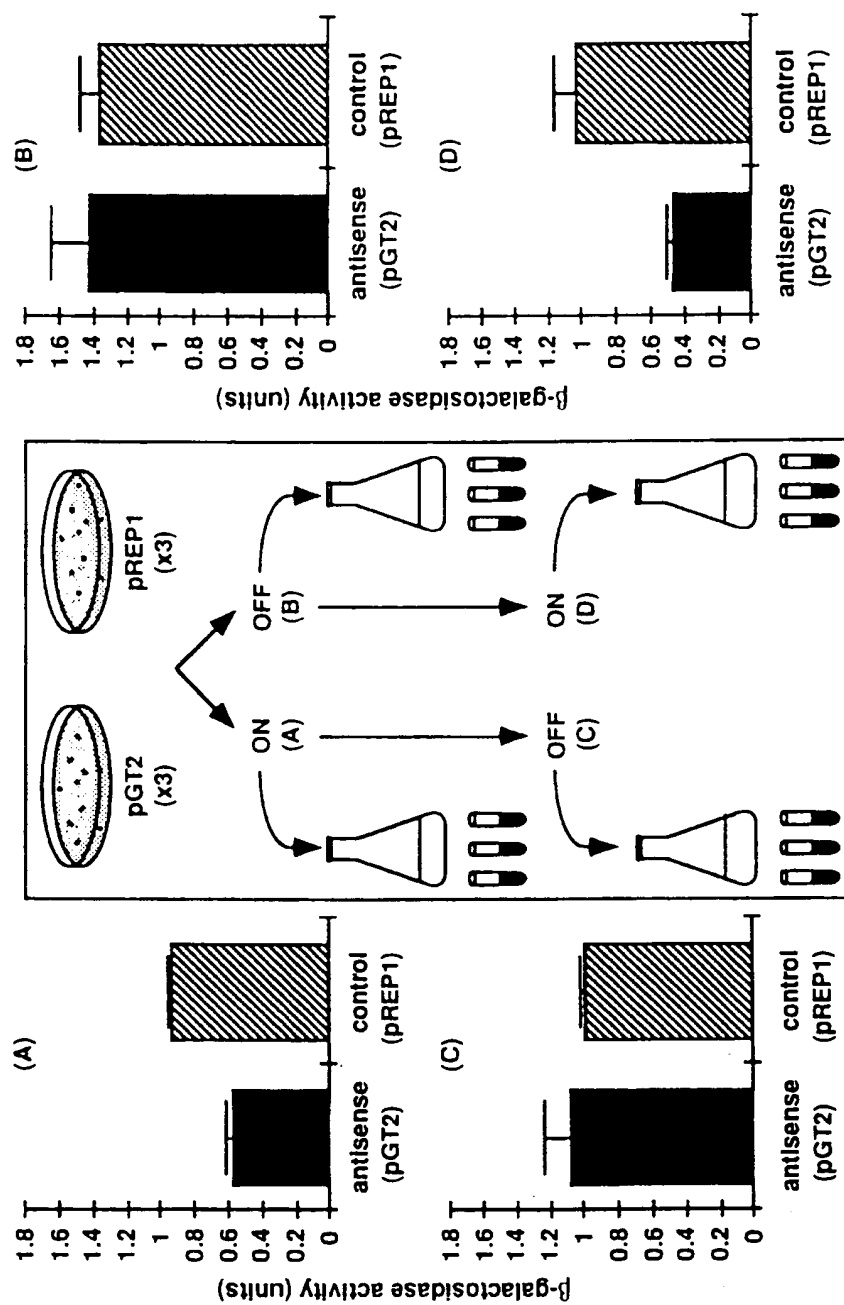 (A)
β-galactosidase activity (units)
1.8
1.6
1.4
1.2
1
0.8
0.6
0.4
0.2
0
antisense
(pGT2)
control
(pREP1)
(C)
1.8
1.6
1.4
1.2
1
0.8
0.6
0.4
0.2
0
antisense
(pGT2)
control
(pREP1)
pGT2
(x3)
pREP1
(x3)
ON
(A)
OFF
(B)
OFF
(C)
ON
(D)
(B)
β-galactosidase activity (units)
1.8
1.6
1.4
1.2
1
0.8
0.6
0.4
0.2
0
antisense
(pGT2)
control
(pREP1)
(D)
1.8
1.6
1.4
1.2
1
0.8
0.6
0.4
0.2
0
antisense
(pGT2)
control
(pREP1)